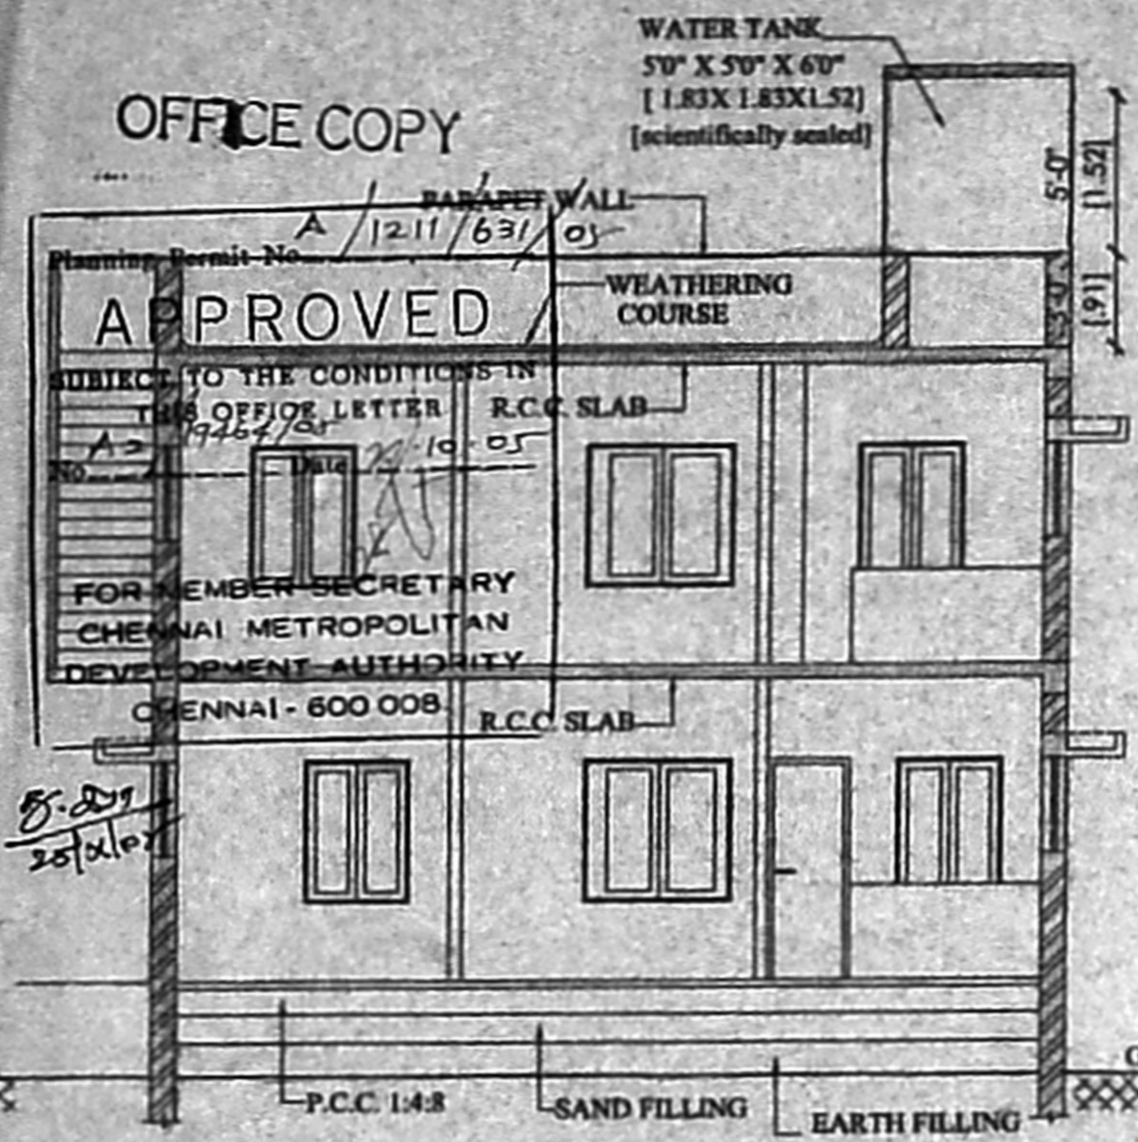 WATER TANK
5'0" X 5'0" X 6'0"
[ 1.83X 1.83X1.52]
[scientifically sealed]
OFFICE COPY
5'-0"
[1.52]
PARAPET WALL
A /1211/631/05
Planning Permit No
3'-0"
[.91]
WEATHERING
COURSE
APPROVED
SUBJECT TO THE CONDITIONS IN
THIS OFFICE LETTER
R.C.C. SLAB
No. Date 10-05
FOR MEMBER-SECRETARY
CHENNAI METROPOLITAN
DEVELOPMENT AUTHORITY
CHENNAI - 600 008
R.C.C. SLAB
P.C.C. 1:4:8
SAND FILLING
EARTH FILLING